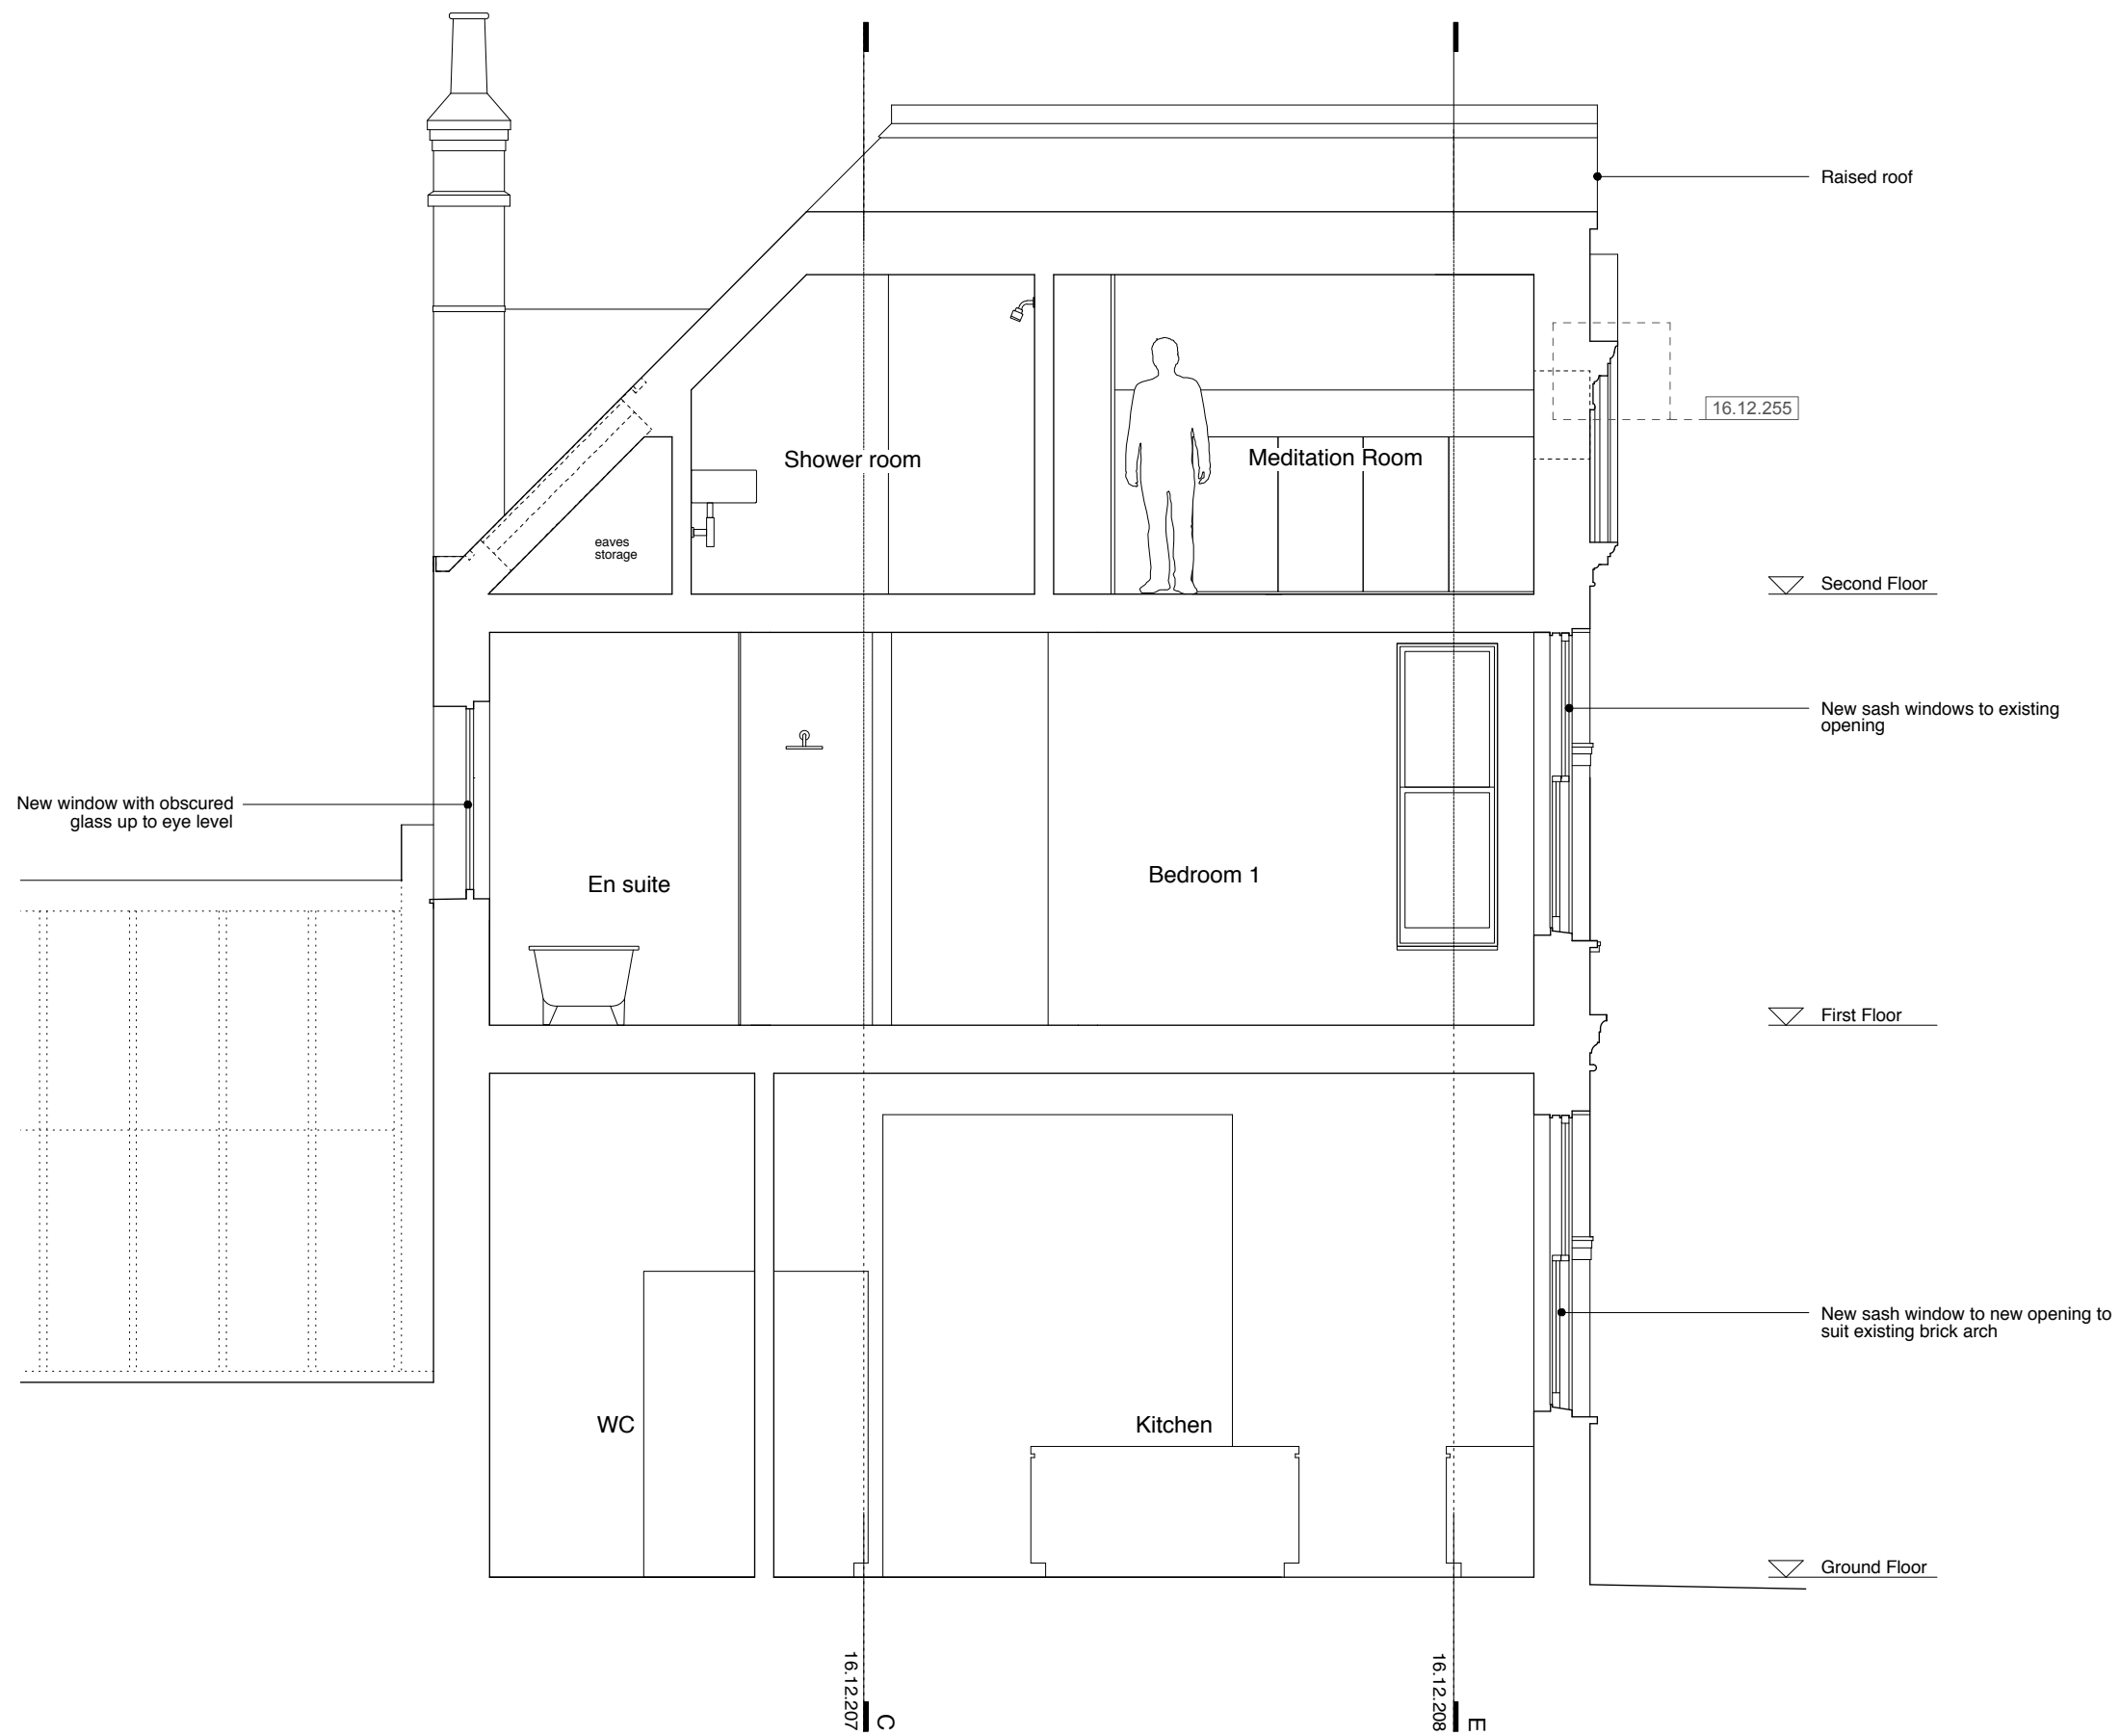 Raised roof
16.12.255
Shower room
Meditation Room
eaves
storage
Second Floor
New sash windows to existing
opening
New window with obscured
glass up to eye level
En suite
Bedroom 1
First Floor
New sash window to new opening to
suit existing brick arch
WC
Kitchen
Ground Floor
16.12.207
C
16.12.208
E